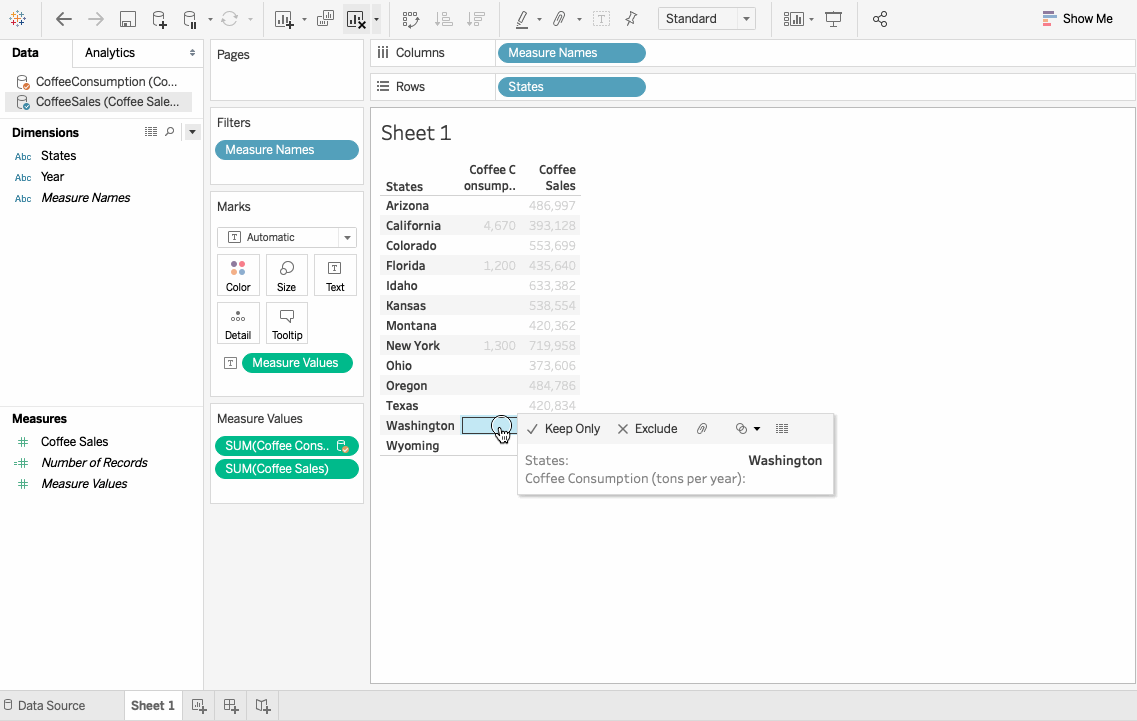 Standard
Show Me
Data
Analytics
CoffeeConsumption (Co...
CoffeeSales (Coffee Sale...
Dimensions
Abc States
Abc Year
Abc Measure Names
Measures
Coffee Sales
Number of Records
Measure Values
Pages
Filters
Measure Names
Marks
T Automatic
Color
Size
T Text
Detail
Tooltip
T Measure Values
Measure Values
SUM(Coffee Cons..
SUM(Coffee Sales)
Columns
Measure Names
Rows
States
Sheet 1
Coffee C Coffee
States onsump.. Sales
Arizona 486,997
California 4,670 393,128
Colorado 553,699
Florida 1,200 435,640
Idaho 633,382
Kansas 538,554
Montana 420,362
New York 1,300 719,958
Ohio 373,606
Oregon 484,786
Texas 420,834
Washington
Wyoming
Keep Only Exclude
States: Washington
Coffee Consumption (tons per year):
Data Source
Sheet 1